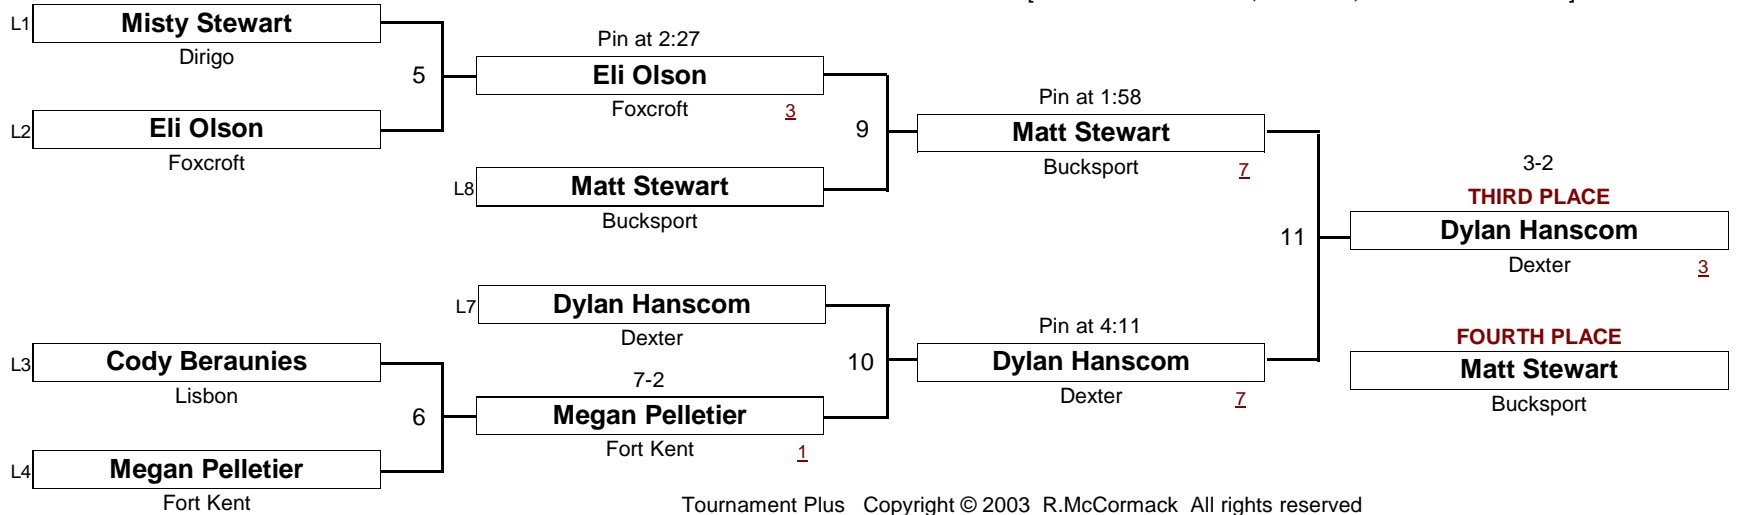 L1
Misty Stewart
Dirigo
5
L2
Eli Olson
Foxcroft
Pin at 2:27
Eli Olson
Foxcroft 3
9
L8
Matt Stewart
Bucksport
Pin at 1:58
Matt Stewart
Bucksport 7
11
3-2
THIRD PLACE
Dylan Hanscom
Dexter 3
L7
Dylan Hanscom
Dexter
10
L3
Cody Beraunies
Lisbon
6
L4
Megan Pelletier
Fort Kent
7-2
Megan Pelletier
Fort Kent 1
Pin at 4:11
Dylan Hanscom
Dexter 7
FOURTH PLACE
Matt Stewart
Bucksport
Tournament Plus Copyright © 2003 R.McCormack All rights reserved